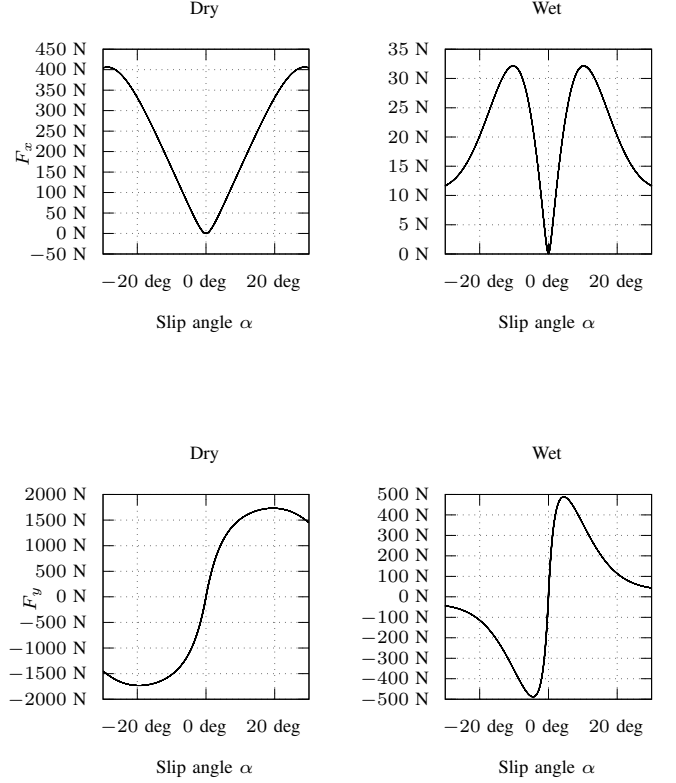 Dry
Wet
450 N
400 N
350 N
300 N
250 N
200 N
150 N
100 N
50 N
0 N
−50 N
F_x
−20 deg 0 deg 20 deg
Slip angle α
35 N
30 N
25 N
20 N
15 N
10 N
5 N
0 N
−20 deg 0 deg 20 deg
Slip angle α
Dry
Wet
2000 N
1500 N
1000 N
500 N
0 N
−500 N
−1000 N
−1500 N
−2000 N
F_y
−20 deg 0 deg 20 deg
Slip angle α
500 N
400 N
300 N
200 N
100 N
0 N
−100 N
−200 N
−300 N
−400 N
−500 N
−20 deg 0 deg 20 deg
Slip angle α